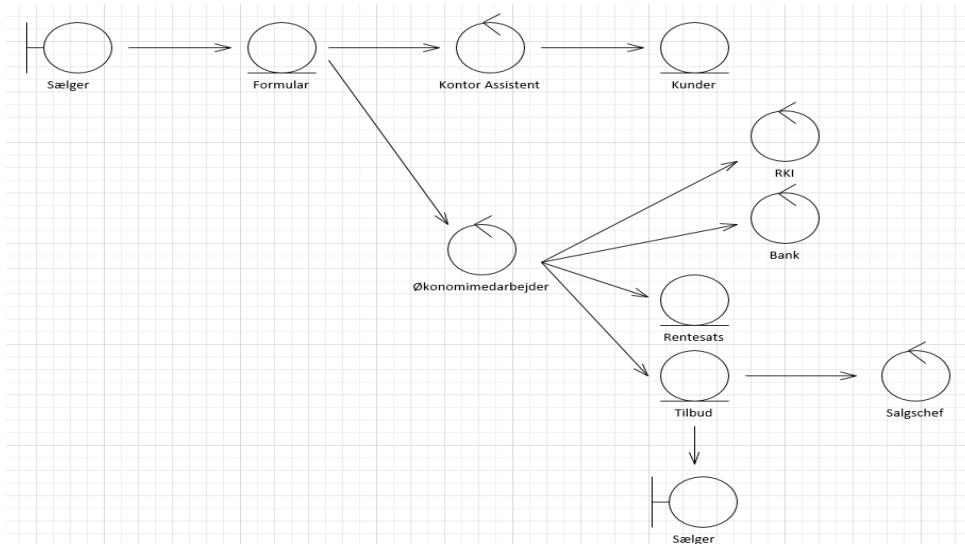 Sælger
Formular
Kontor Assistent
Kunder
RKI
Bank
Økonomimedarbejder
Rentesats
Tilbud
Salgschef
Sælger